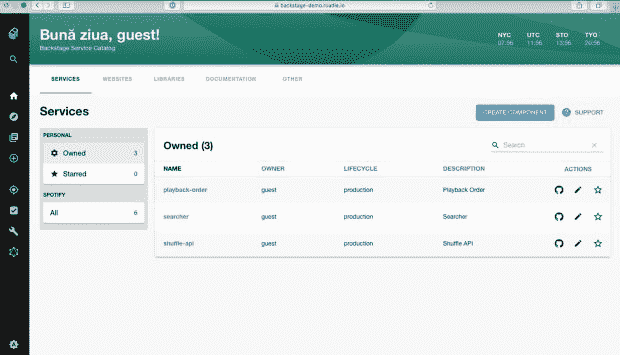 backstage-demo.roadie.io
Bună ziua, guest!
Backstage Service Catalog
NYC UTC STO TYO
07:56 11:56 13:56 20:56
SERVICES WEBSITES LIBRARIES DOCUMENTATION OTHER
Services
CREATE COMPONENT
SUPPORT
PERSONAL
Owned 3
Starred 0
SPOTIFY
All 6
Owned (3)
Search
NAME OWNER LIFECYCLE DESCRIPTION ACTIONS
playback-order guest production Playback Order
searcher guest production Searcher
shuffle-api guest production Shuffle API